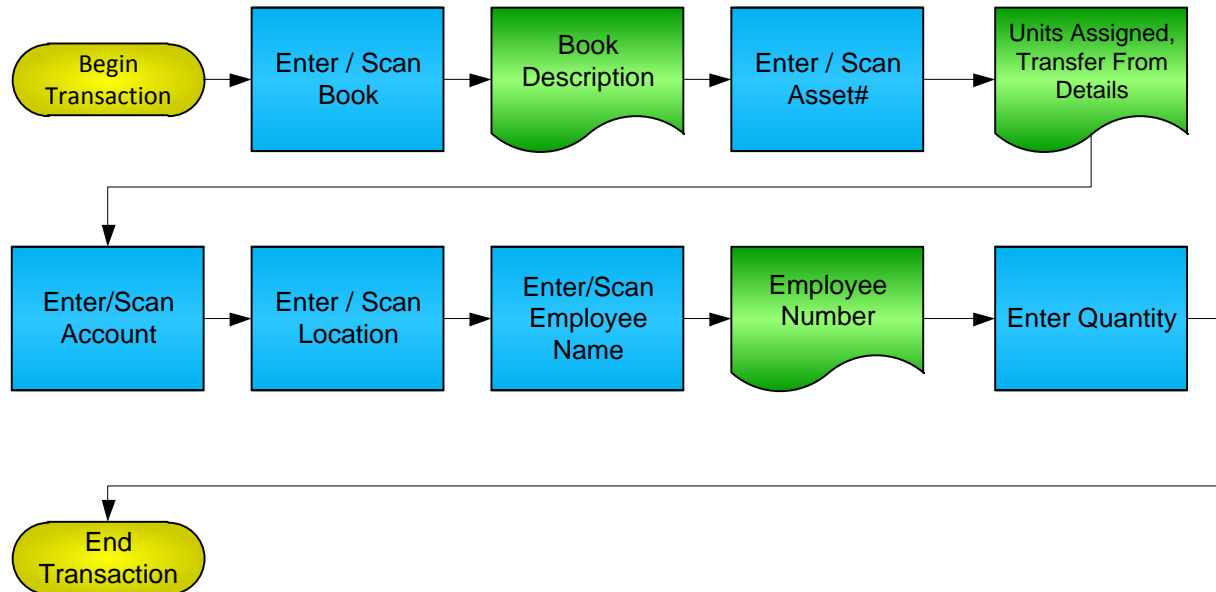 Begin
Transaction
Enter / Scan
Book
Book
Description
Enter / Scan
Asset#
Units Assigned,
Transfer From
Details
Enter/Scan
Account
Enter / Scan
Location
Enter/Scan
Employee
Name
Employee
Number
Enter Quantity
End
Transaction